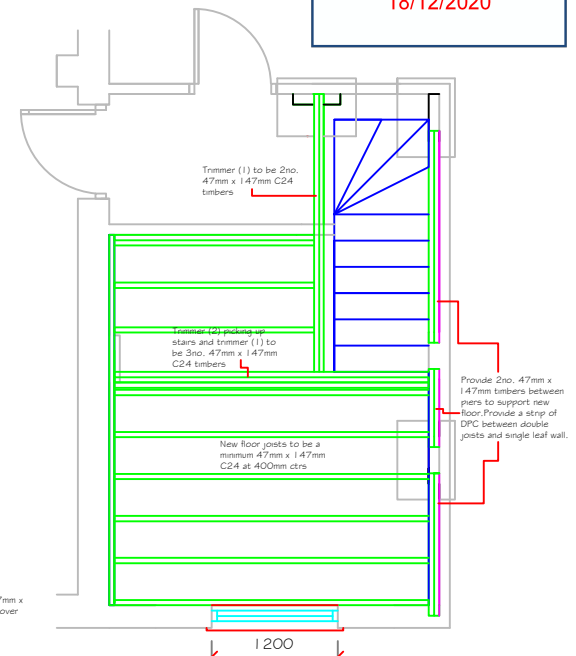 18/12/2020
Trimmer (1) to be 2no.
47mm x 147mm C24
timbers
Trimmer (2) picking up
stairs and trimmer (1) to
be 3no. 47mm x 147mm
C24 timbers
Provide 2no. 47mm x
147mm timbers between
piers to support new
floor.Provide a strip of
DPC between double
joists and single leaf wall.
New floor joists to be a
minimum 47mm x 147mm
C24 at 400mm ctrs
7mm x
over
1200